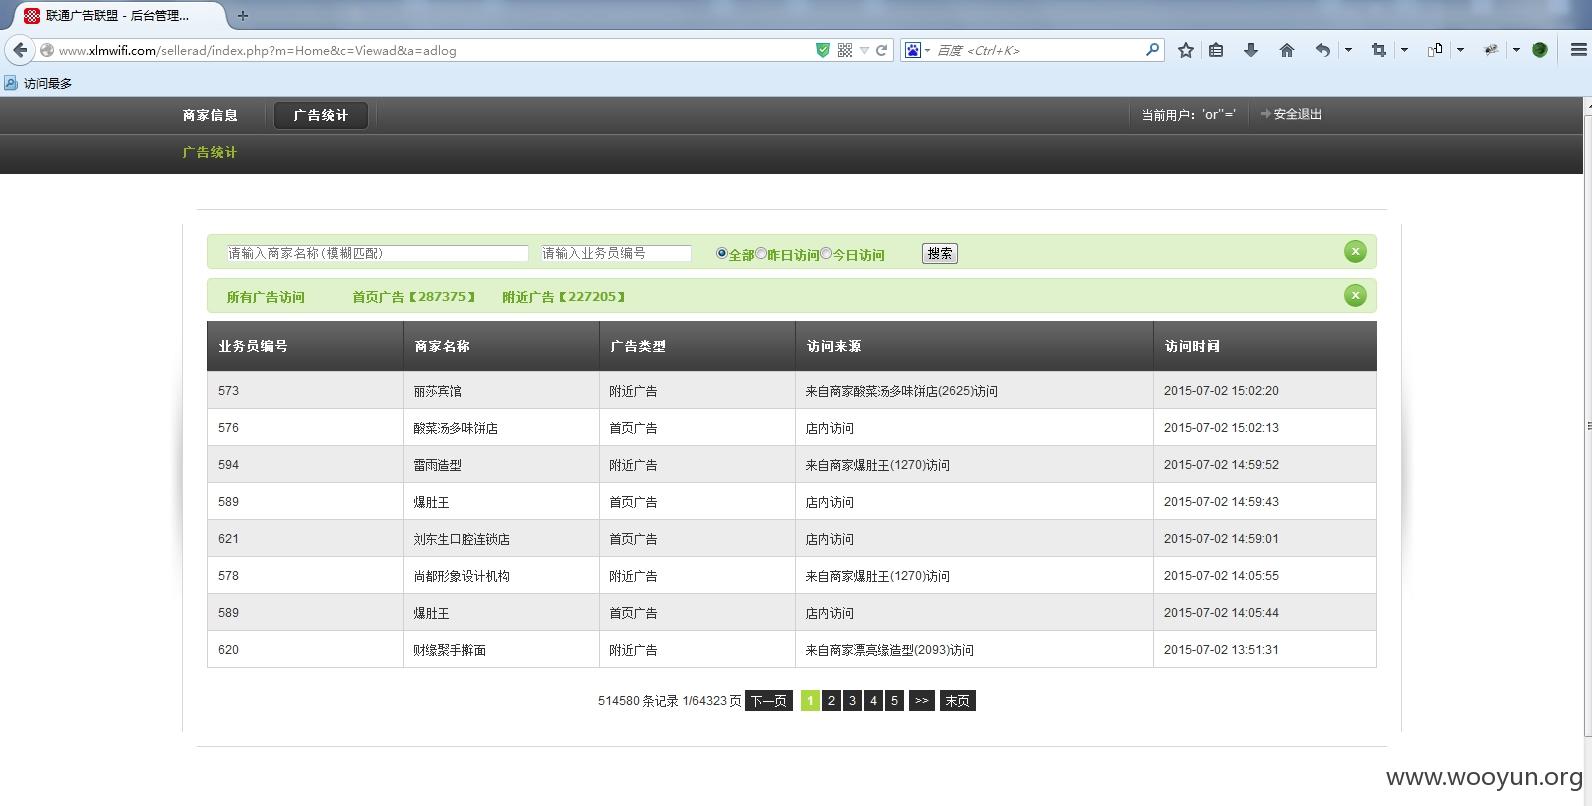 联通广告联盟 - 后台管理...
www.xlmwifi.com/sellerad/index.php?m=Home&c=Viewad&a=adlog
百度 <Ctrl+K>
访问最多
商家信息 广告统计 当前用户：'or''=' 安全退出
广告统计
请输入商家名称(模糊匹配) 请输入业务员编号 全部 昨日访问 今日访问 搜索
所有广告访问 首页广告【287375】 附近广告【227205】
业务员编号 商家名称 广告类型 访问来源 访问时间
573 丽莎宾馆 附近广告 来自商家酸菜汤多味饼店(2625)访问 2015-07-02 15:02:20
576 酸菜汤多味饼店 首页广告 店内访问 2015-07-02 15:02:13
594 雷雨造型 附近广告 来自商家爆肚王(1270)访问 2015-07-02 14:59:52
589 爆肚王 首页广告 店内访问 2015-07-02 14:59:43
621 刘东生口腔连锁店 首页广告 店内访问 2015-07-02 14:59:01
578 尚都形象设计机构 附近广告 来自商家爆肚王(1270)访问 2015-07-02 14:05:55
589 爆肚王 首页广告 店内访问 2015-07-02 14:05:44
620 财缘聚手擀面 附近广告 来自商家漂亮缘造型(2093)访问 2015-07-02 13:51:31
514580 条记录 1/64323 页 下一页 1 2 3 4 5 >> 末页
www.wooyun.org